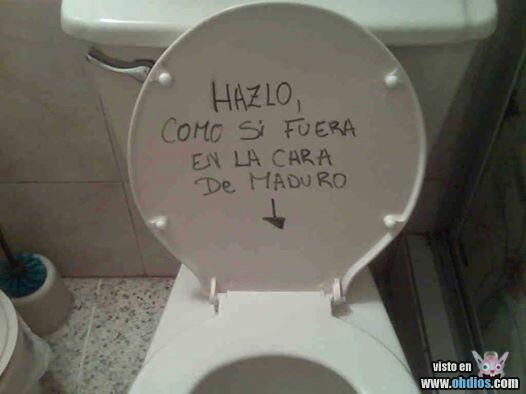 HAZLO,
COMO Si FUERA
EN LA CARA
De MADURO
visto en
www.ohdios.com